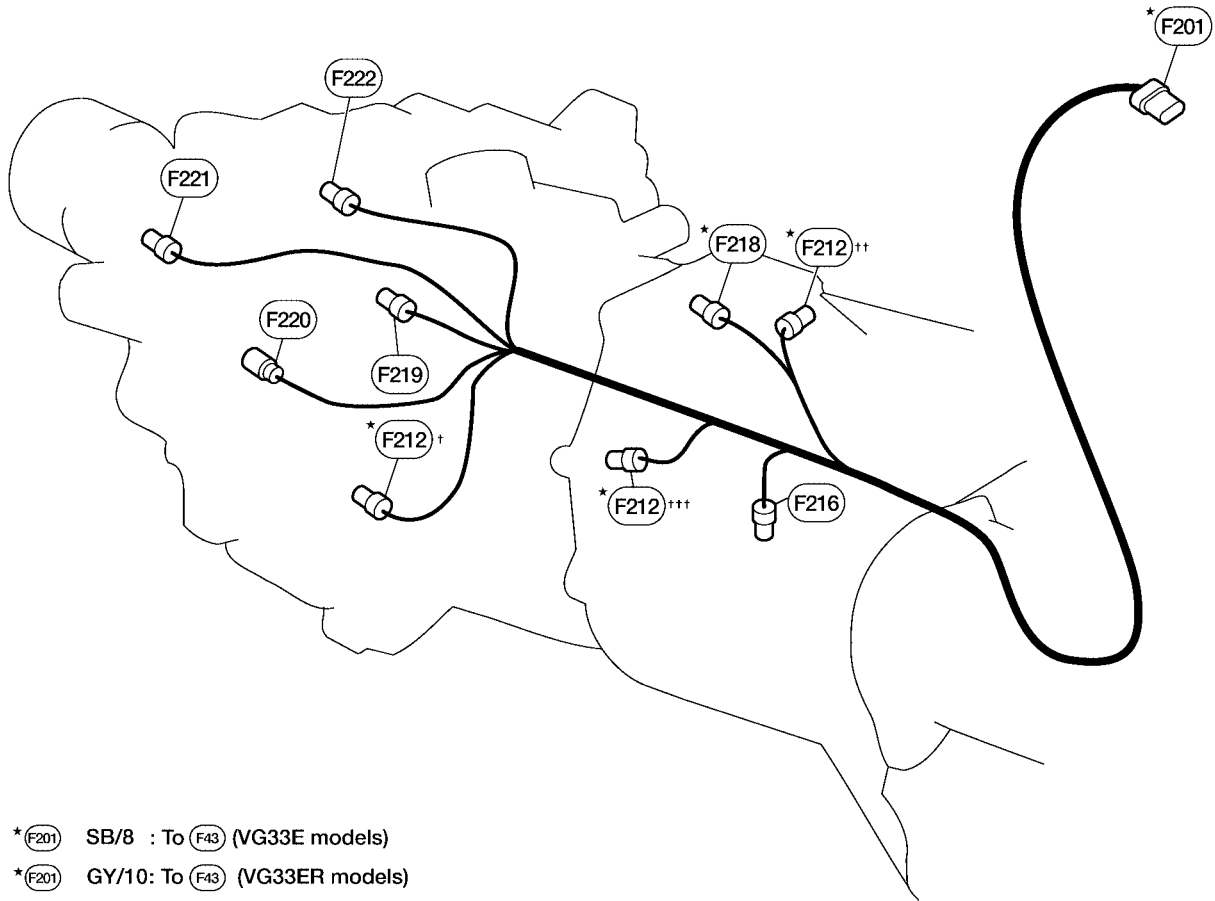 ★ F201
F222
F221
★ F218 ★ F212 ††
F220
F219
★ F212 †
★ F212 †††
F216
★ F201 SB/8 : To F43 (VG33E models)
★ F201 GY/10: To F43 (VG33ER models)